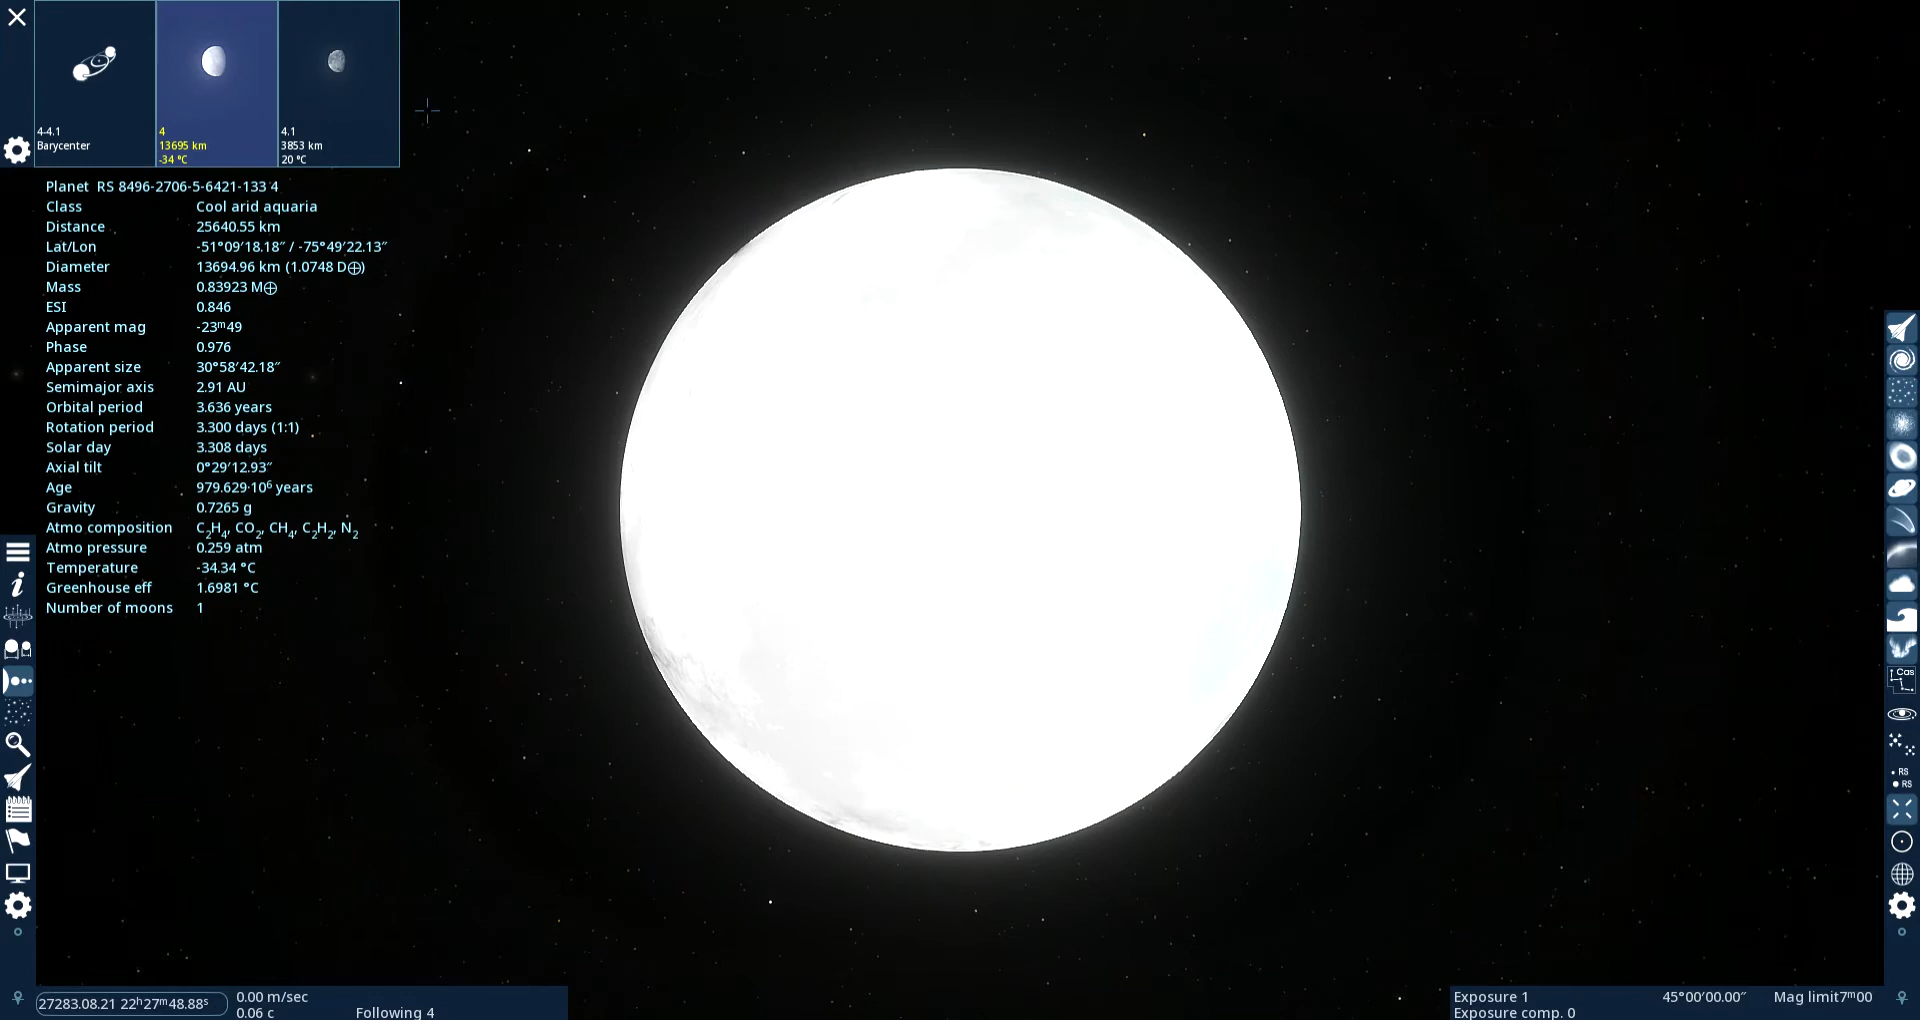 4-4.1
Barycenter
4
13695 km
-34 °C
4.1
3853 km
20 °C
Planet RS 8496-2706-5-6421-133 4
Class Cool arid aquaria
Distance 25640.55 km
Lat/Lon -51°09′18.18″ / -75°49′22.13″
Diameter 13694.96 km (1.0748 D⊕)
Mass 0.83923 M⊕
ESI 0.846
Apparent mag -23ᵐ49
Phase 0.976
Apparent size 30°58′42.18″
Semimajor axis 2.91 AU
Orbital period 3.636 years
Rotation period 3.300 days (1:1)
Solar day 3.308 days
Axial tilt 0°29′12.93″
Age 979.629·10⁶ years
Gravity 0.7265 g
Atmo composition C₂H₄, CO₂, CH₄, C₂H₂, N₂
Atmo pressure 0.259 atm
Temperature -34.34 °C
Greenhouse eff 1.6981 °C
Number of moons 1
Cas
RS
RS
27283.08.21 22ʰ27ᵐ48.88ˢ
0.00 m/sec
0.06 c Following 4
Exposure 1 45°00′00.00″ Mag limit 7ᵐ00
Exposure comp. 0